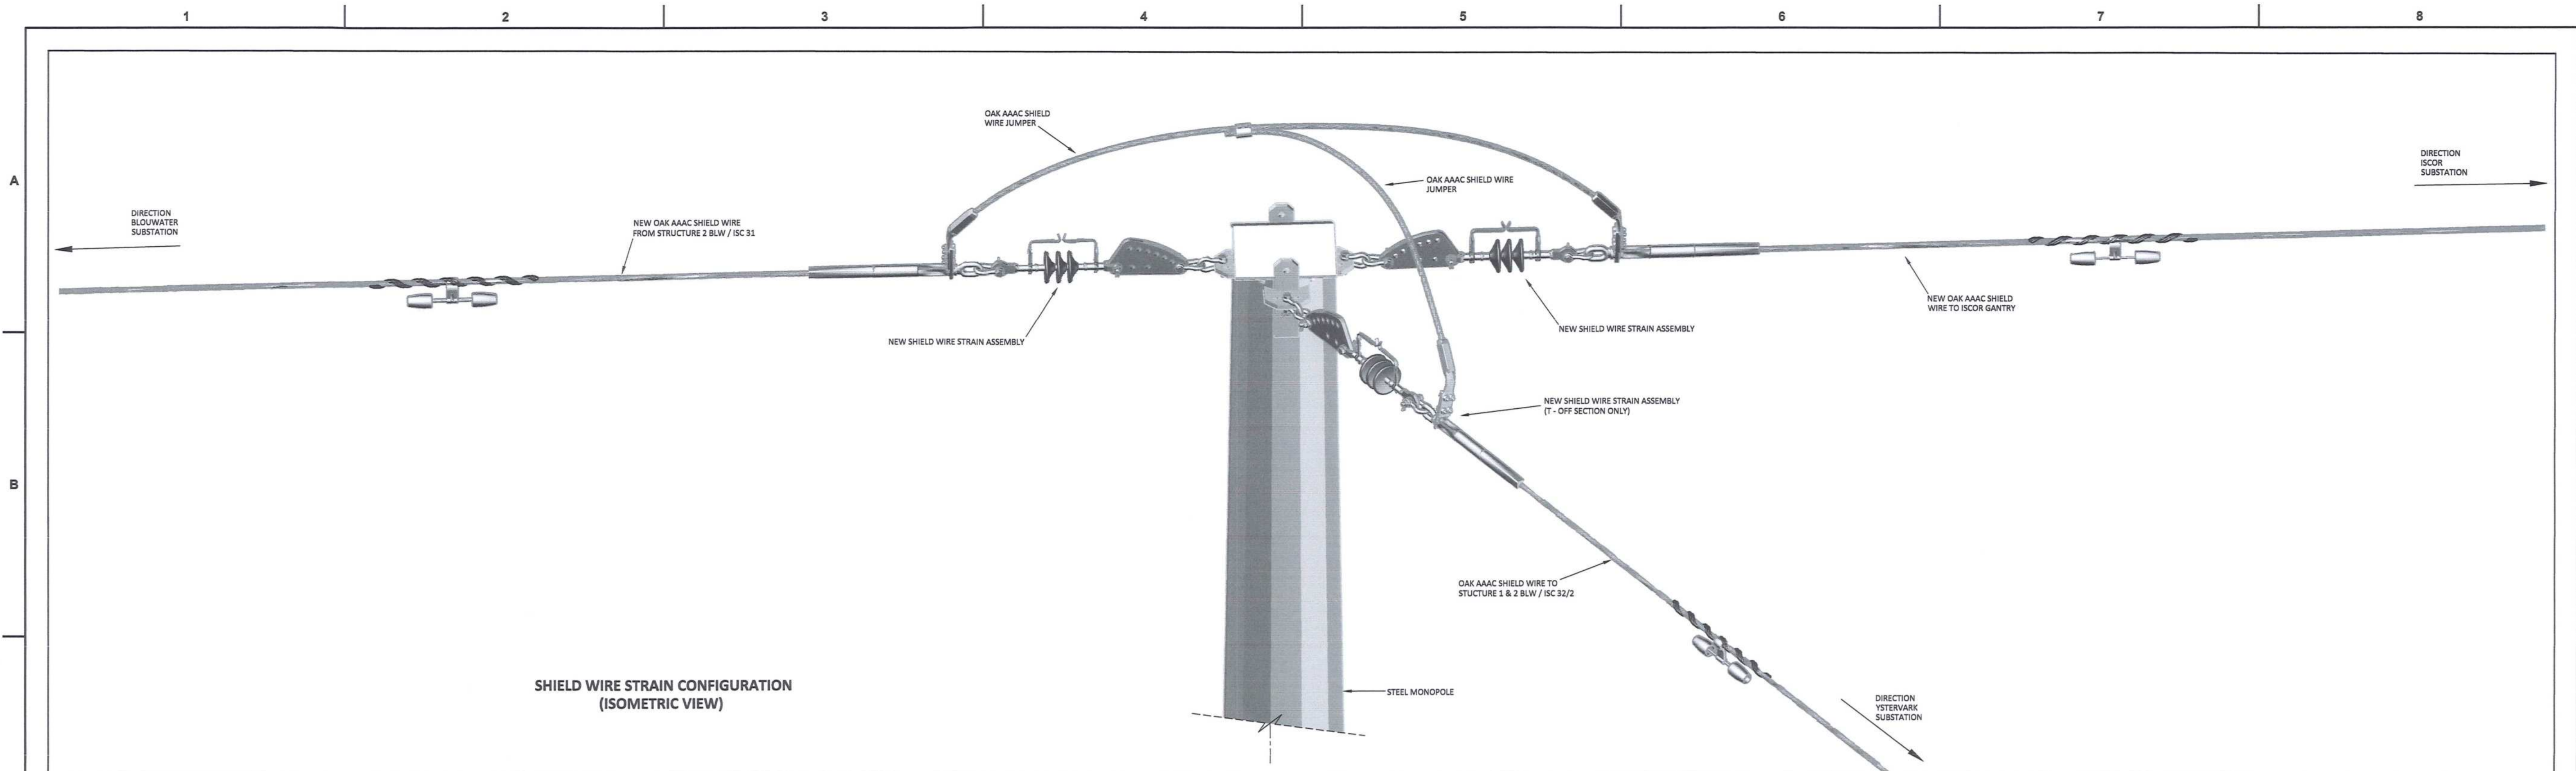 1
2
3
4
5
6
7
8
A
B
OAK AAAC SHIELD
WIRE JUMPER
DIRECTION
ISCOR
SUBSTATION
OAK AAAC SHIELD WIRE
JUMPER
DIRECTION
BLOUWATER
SUBSTATION
NEW OAK AAAC SHIELD WIRE
FROM STRUCTURE 2 BLW / ISC 31
NEW OAK AAAC SHIELD
WIRE TO ISCOR GANTRY
NEW SHIELD WIRE STRAIN ASSEMBLY
NEW SHIELD WIRE STRAIN ASSEMBLY
NEW SHIELD WIRE STRAIN ASSEMBLY
(T - OFF SECTION ONLY)
OAK AAAC SHIELD WIRE TO
STUCTURE 1 & 2 BLW / ISC 32/2
SHIELD WIRE STRAIN CONFIGURATION
(ISOMETRIC VIEW)
STEEL MONOPOLE
DIRECTION
YSTERVARK
SUBSTATION